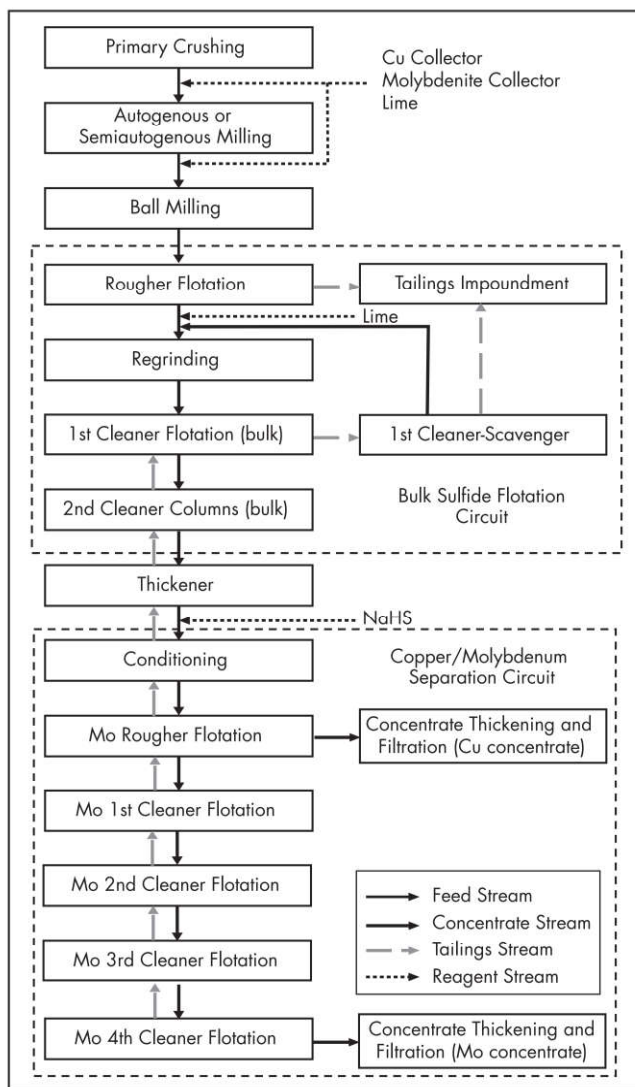 Primary Crushing
Cu Collector
Molybdenite Collector
Lime
Autogenous or
Semiautogenous Milling
Ball Milling
Rougher Flotation
Tailings Impoundment
Lime
Regrinding
1st Cleaner Flotation (bulk)
1st Cleaner-Scavenger
2nd Cleaner Columns (bulk)
Bulk Sulfide Flotation
Circuit
Thickener
NaHS
Conditioning
Copper/Molybdenum
Separation Circuit
Mo Rougher Flotation
Concentrate Thickening and
Filtration (Cu concentrate)
Mo 1st Cleaner Flotation
Mo 2nd Cleaner Flotation
Mo 3rd Cleaner Flotation
Mo 4th Cleaner Flotation
Feed Stream
Concentrate Stream
Tailings Stream
Reagent Stream
Concentrate Thickening and
Filtration (Mo concentrate)